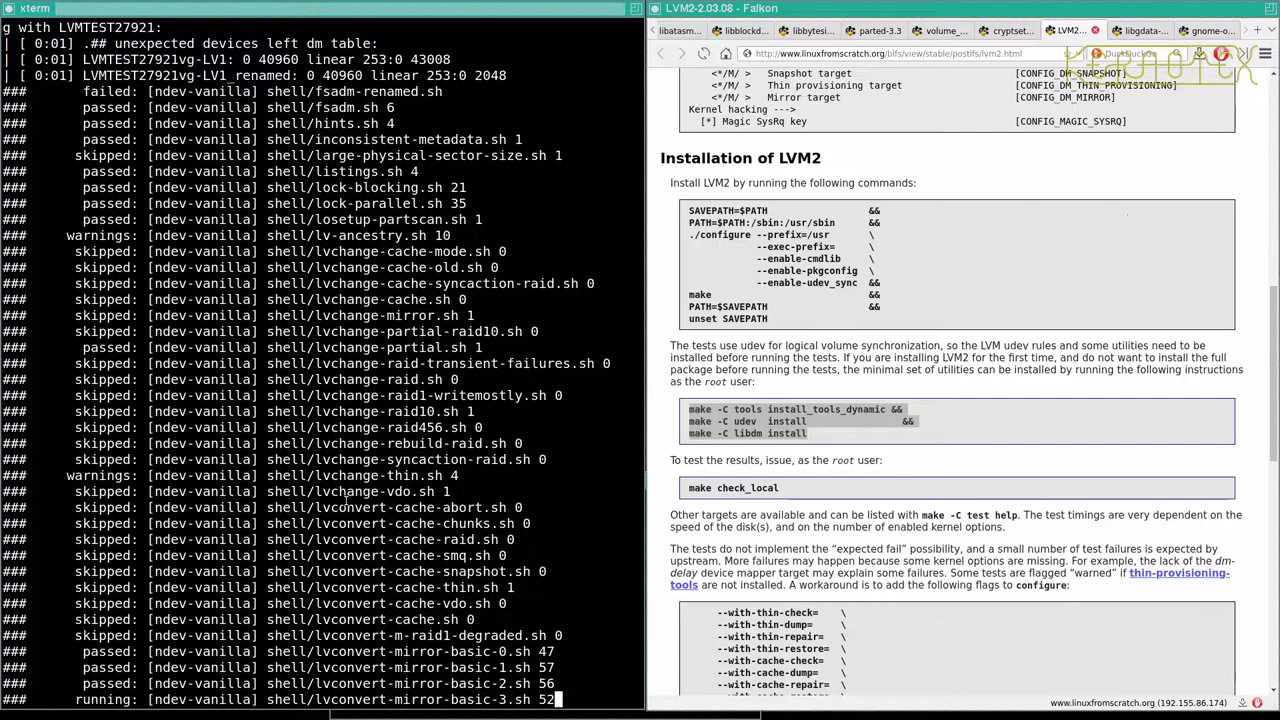 xterm
g with LVMTEST27921:
| [ 0:01] .## unexpected devices left dm table:
| [ 0:01] LVMTEST27921vg-LV1: 0 40960 linear 253:0 43008
| [ 0:01] LVMTEST27921vg-LV1_renamed: 0 40960 linear 253:0 2048
### failed: [ndev-vanilla] shell/fsadm-renamed.sh
### passed: [ndev-vanilla] shell/fsadm.sh 6
### passed: [ndev-vanilla] shell/hints.sh 4
### passed: [ndev-vanilla] shell/inconsistent-metadata.sh 1
### skipped: [ndev-vanilla] shell/large-physical-sector-size.sh 1
### passed: [ndev-vanilla] shell/listings.sh 4
### passed: [ndev-vanilla] shell/lock-blocking.sh 21
### passed: [ndev-vanilla] shell/lock-parallel.sh 35
### passed: [ndev-vanilla] shell/losetup-partscan.sh 1
### warnings: [ndev-vanilla] shell/lv-ancestry.sh 10
### skipped: [ndev-vanilla] shell/lvchange-cache-mode.sh 0
### skipped: [ndev-vanilla] shell/lvchange-cache-old.sh 0
### skipped: [ndev-vanilla] shell/lvchange-cache-syncaction-raid.sh 0
### skipped: [ndev-vanilla] shell/lvchange-cache.sh 0
### skipped: [ndev-vanilla] shell/lvchange-mirror.sh 1
### skipped: [ndev-vanilla] shell/lvchange-partial-raid10.sh 0
### passed: [ndev-vanilla] shell/lvchange-partial.sh 1
### skipped: [ndev-vanilla] shell/lvchange-raid-transient-failures.sh 0
### skipped: [ndev-vanilla] shell/lvchange-raid.sh 0
### skipped: [ndev-vanilla] shell/lvchange-raid1-writemostly.sh 0
### skipped: [ndev-vanilla] shell/lvchange-raid10.sh 1
### skipped: [ndev-vanilla] shell/lvchange-raid456.sh 0
### skipped: [ndev-vanilla] shell/lvchange-rebuild-raid.sh 0
### skipped: [ndev-vanilla] shell/lvchange-syncaction-raid.sh 0
### warnings: [ndev-vanilla] shell/lvchange-thin.sh 4
### skipped: [ndev-vanilla] shell/lvchange-vdo.sh 1
### skipped: [ndev-vanilla] shell/lvconvert-cache-abort.sh 0
### skipped: [ndev-vanilla] shell/lvconvert-cache-chunks.sh 0
### skipped: [ndev-vanilla] shell/lvconvert-cache-raid.sh 0
### skipped: [ndev-vanilla] shell/lvconvert-cache-smq.sh 0
### skipped: [ndev-vanilla] shell/lvconvert-cache-snapshot.sh 0
### skipped: [ndev-vanilla] shell/lvconvert-cache-thin.sh 1
### skipped: [ndev-vanilla] shell/lvconvert-cache-vdo.sh 0
### skipped: [ndev-vanilla] shell/lvconvert-cache.sh 0
### skipped: [ndev-vanilla] shell/lvconvert-m-raid1-degraded.sh 0
### passed: [ndev-vanilla] shell/lvconvert-mirror-basic-0.sh 47
### passed: [ndev-vanilla] shell/lvconvert-mirror-basic-1.sh 57
### passed: [ndev-vanilla] shell/lvconvert-mirror-basic-2.sh 56
### running: [ndev-vanilla] shell/lvconvert-mirror-basic-3.sh 52
LVM2-2.03.08 - Falkon
libatasm... libblockd... libbytesi... parted-3.3 volume_... cryptset... LVM2... libgdata-... gnome-o...
http://www.linuxfromscratch.org/blfs/view/stable/postlfs/lvm2.html
DuckDuckGo
KERNOTEX
<*/M/ > Snapshot target [CONFIG_DM_SNAPSHOT]
<*/M/ > Thin provisioning target [CONFIG_DM_THIN_PROVISIONING]
<*/M/ > Mirror target [CONFIG_DM_MIRROR]
Kernel hacking --->
[*] Magic SysRq key [CONFIG_MAGIC_SYSRQ]
Installation of LVM2
Install LVM2 by running the following commands:
SAVEPATH=$PATH &&
PATH=$PATH:/sbin:/usr/sbin &&
./configure --prefix=/usr \
--exec-prefix= \
--enable-cmdlib \
--enable-pkgconfig \
--enable-udev_sync &&
make &&
PATH=$SAVEPATH &&
unset SAVEPATH
The tests use udev for logical volume synchronization, so the LVM udev rules and some utilities need to be
installed before running the tests. If you are installing LVM2 for the first time, and do not want to install the full
package before running the tests, the minimal set of utilities can be installed by running the following instructions
as the root user:
make -C tools install_tools_dynamic &&
make -C udev install &&
make -C libdm install
To test the results, issue, as the root user:
make check_local
Other targets are available and can be listed with make -C test help. The test timings are very dependent on the
speed of the disk(s), and on the number of enabled kernel options.
The tests do not implement the “expected fail” possibility, and a small number of test failures is expected by
upstream. More failures may happen because some kernel options are missing. For example, the lack of the dm-
delay device mapper target may explain some failures. Some tests are flagged “warned” if thin-provisioning-
tools are not installed. A workaround is to add the following flags to configure:
--with-thin-check= \
--with-thin-dump= \
--with-thin-repair= \
--with-thin-restore= \
--with-cache-check= \
--with-cache-dump= \
--with-cache-repair= \
--with-cache-restore= \
www.linuxfromscratch.org (192.155.86.174)